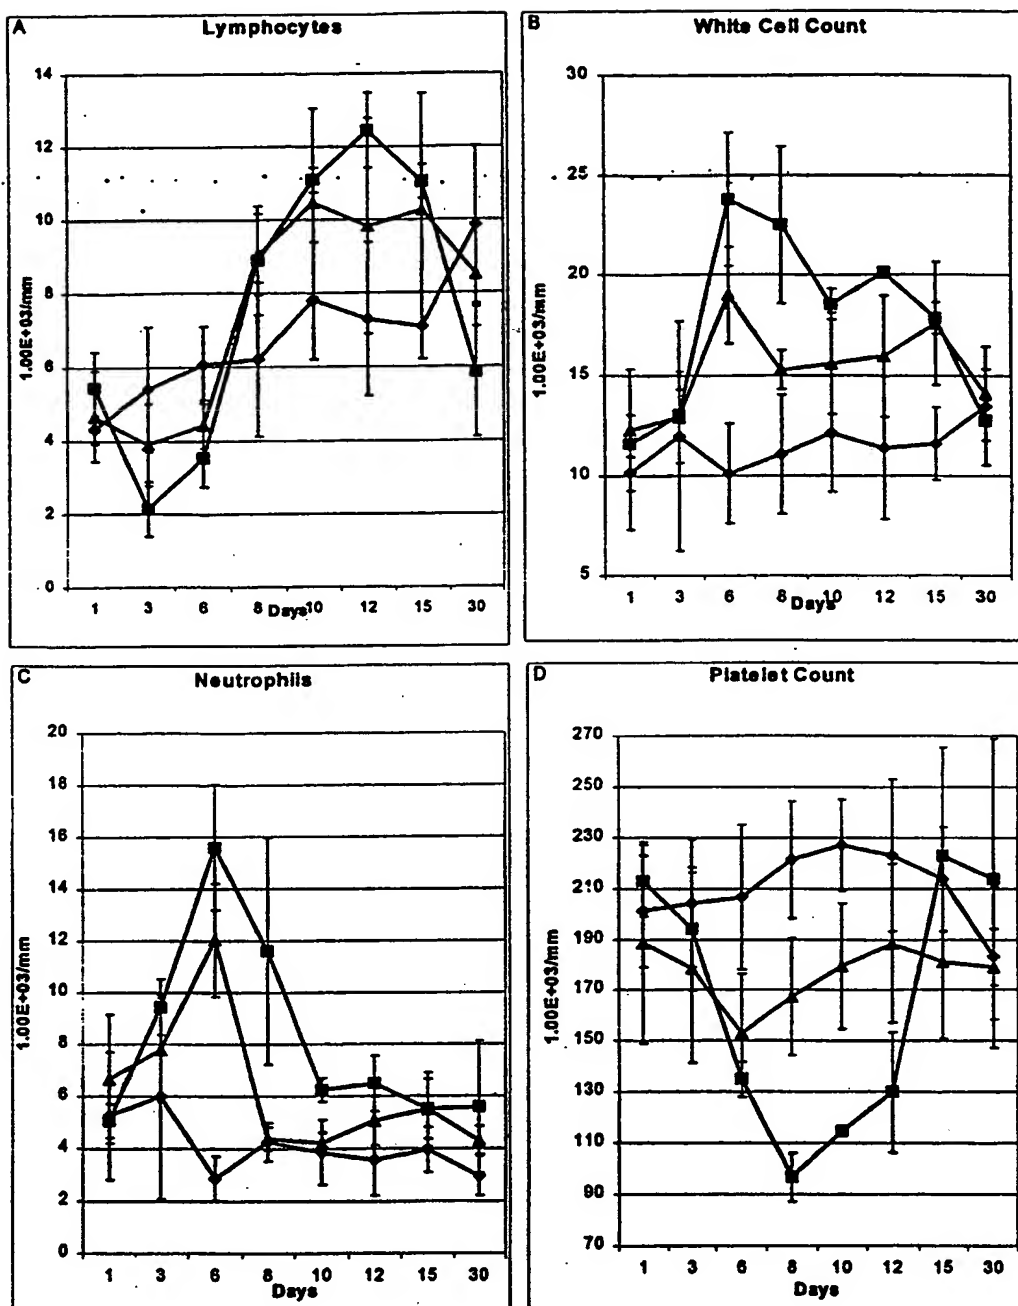 A
Lymphocytes
14
12
10
8
6
4
2
0
1.00E+03/mm
1 3 6 8 10 12 15 30
Days
B
White Cell Count
30
25
20
15
10
5
1.00E+03/mm
1 3 6 8 10 12 15 30
Days
C
Neutrophils
20
18
16
14
12
10
8
6
4
2
0
1.00E+03/mm
1 3 6 8 10 12 15 30
Days
D
Platelet Count
270
250
230
210
190
170
150
130
110
90
70
1.00E+03/mm
1 3 6 8 10 12 15 30
Days